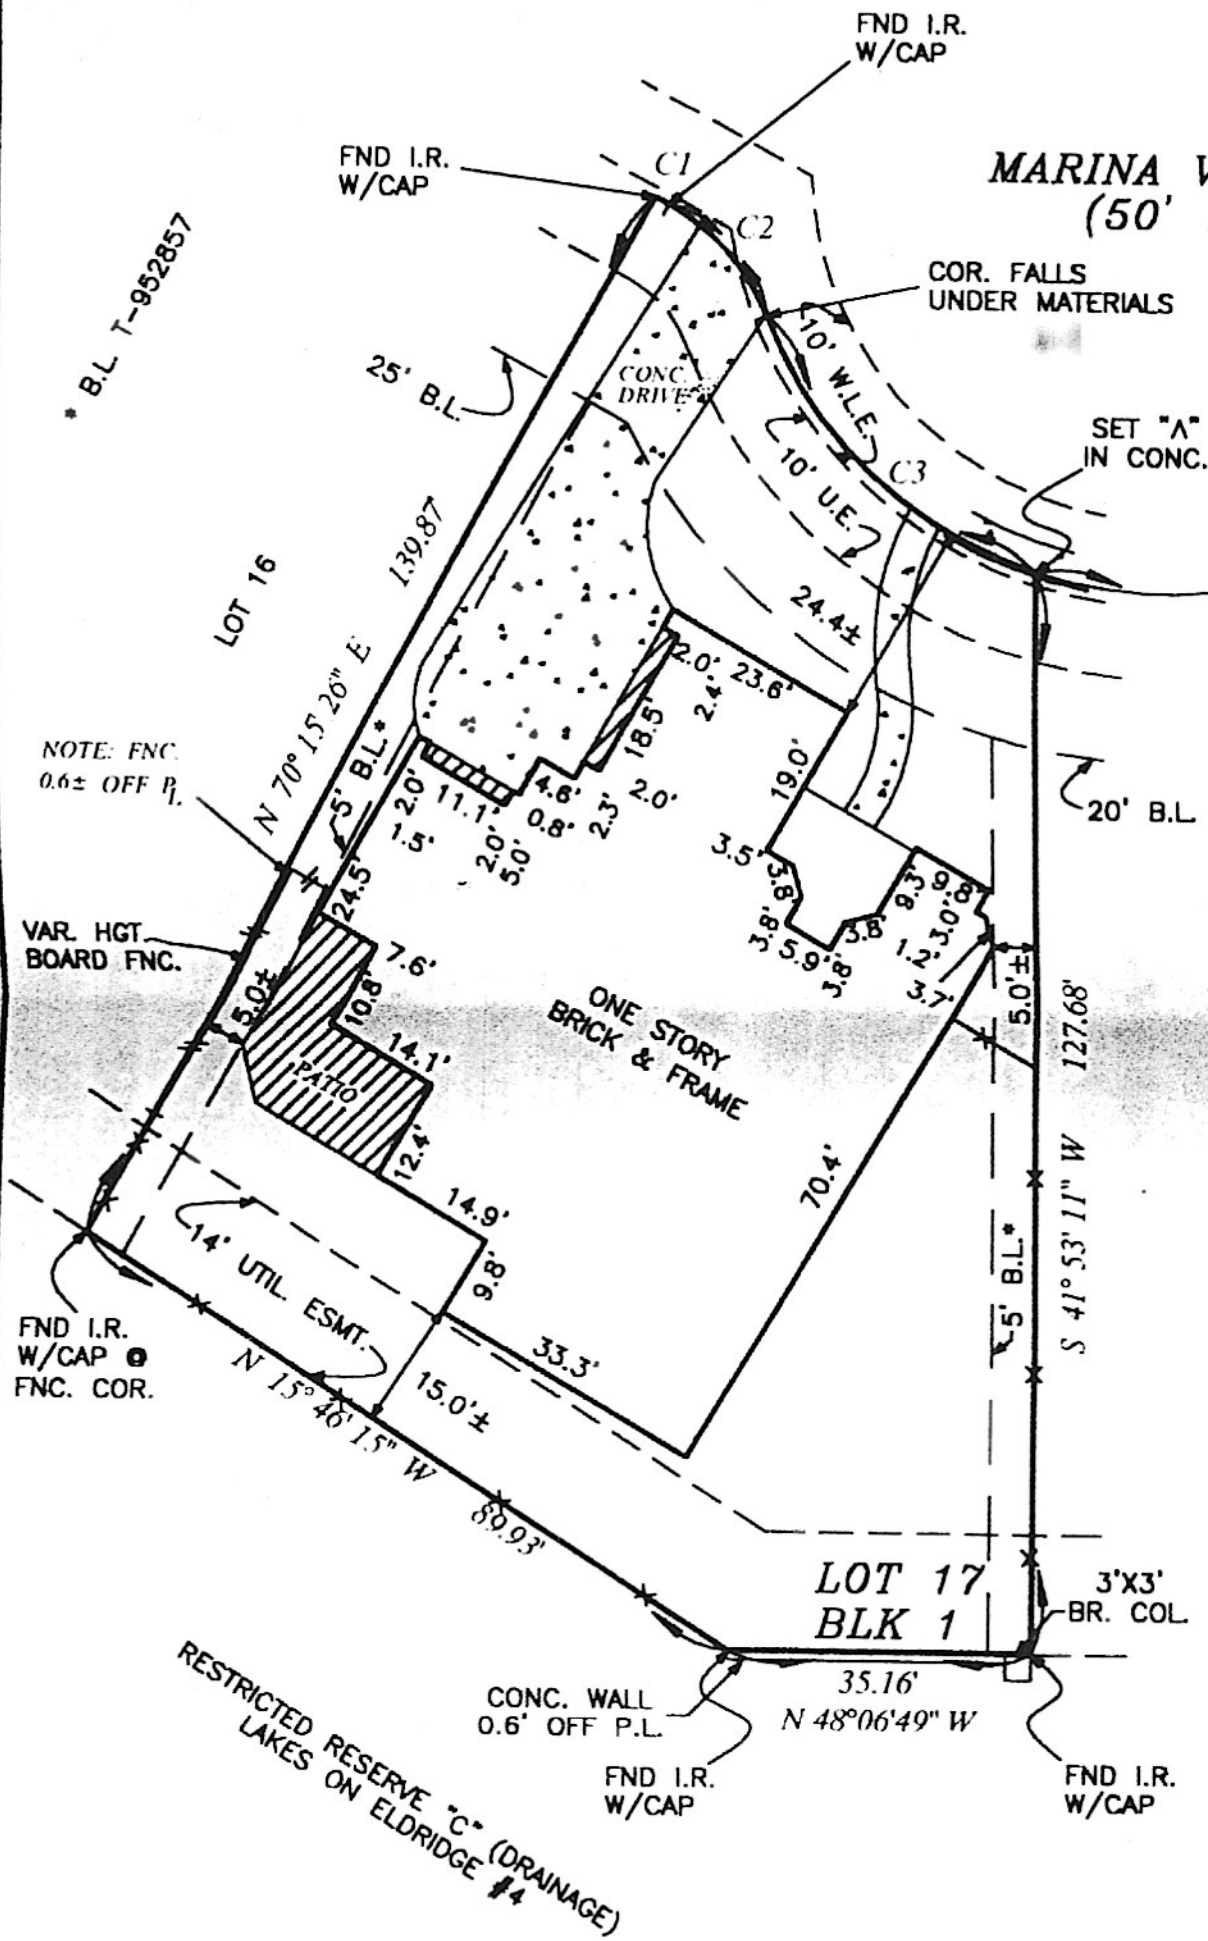 FND I.R.
W/CAP
FND I.R.
W/CAP
C1
MARINA
(50'
C2
COR. FALLS
UNDER MATERIALS
* B.L. T-952857
25' B.L.
CONC.
DRIVE
10' W.L.E.
SET "Λ"
IN CONC.
C3
10' U.E.
139.87'
LOT 16
24.4±
2.0'
23.6'
2.4'
18.5'
N 70° 15' 26" E
NOTE: FNC.
0.6± OFF PL
5' B.L.*
2.0'
11.1'
1.5'
4.6'
0.8'
2.0'
5.0'
2.3'
2.0'
19.0'
20' B.L.
3.5'
3.8'
3.8'
5.9'
3.8'
3.8'
9.3'
9.8'
3.0'
1.2'
3.7'
24.5'
VAR. HGT.
BOARD FNC.
7.6'
10.8'
5.0±
14.1'
ONE STORY
BRICK & FRAME
5.0'±
127.68'
PATIO
12.4'
14.9'
9.8'
70.4'
S 41° 53' 11" W
5' B.L.*
14' UTIL. ESMT.
FND I.R.
W/CAP @
FNC. COR.
33.3'
15.0'±
N 15° 46' 15" W
89.93'
LOT 17
BLK 1
3'X3'
BR. COL.
35.16'
N 48°06'49" W
CONC. WALL
0.6' OFF P.L.
FND I.R.
W/CAP
FND I.R.
W/CAP
RESTRICTED RESERVE "C" (DRAINAGE)
LAKES ON ELDRIDGE #4